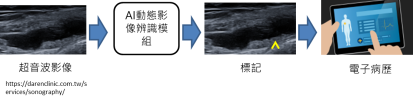 AI動態影
像辨識模
組
超音波影像
標記
電子病歷
https://darenclinic.com.tw/s
ervices/sonography/